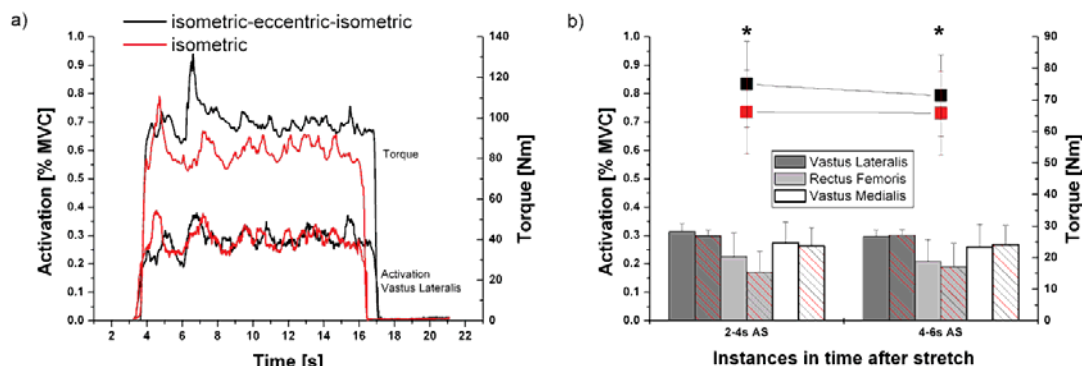 a)
isometric-eccentric-isometric
isometric
Activation [% MVC]
1.0
0.9
0.8
0.7
0.6
0.5
0.4
0.3
0.2
0.1
0.0
140
120
100
80
60
40
20
0
Torque [Nm]
Torque
Activation
Vastus Lateralis
2 4 6 8 10 12 14 16 18 20 22
Time [s]
b)
Activation [% MVC]
1.0
0.9
0.8
0.7
0.6
0.5
0.4
0.3
0.2
0.1
0.0
* *
Vastus Lateralis
Rectus Femoris
Vastus Medialis
90
80
70
60
50
40
30
20
10
0
Torque [Nm]
2-4s AS 4-6s AS
Instances in time after stretch